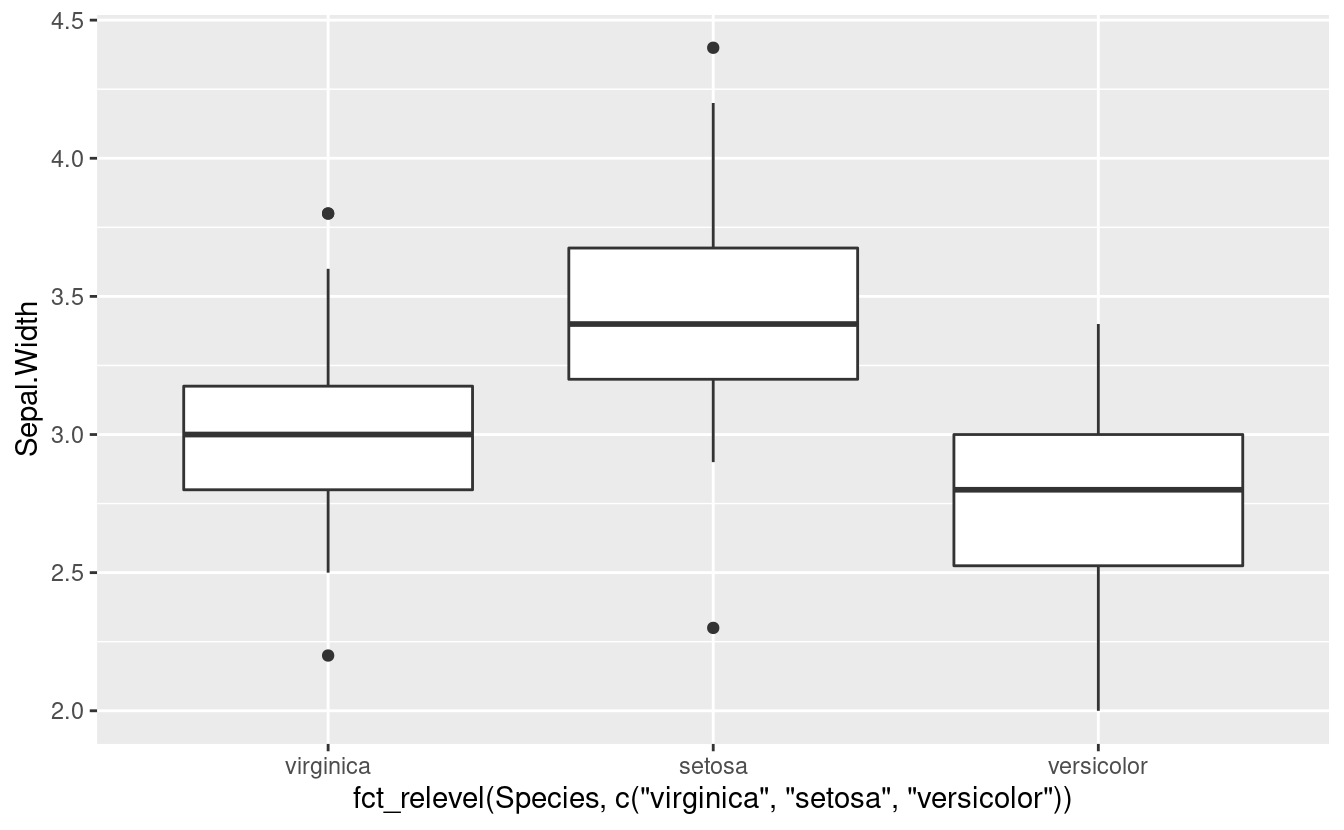 4.5
4.0
3.5
3.0
2.5
2.0
Sepal.Width
virginica setosa versicolor
fct_relevel(Species, c("virginica", "setosa", "versicolor"))